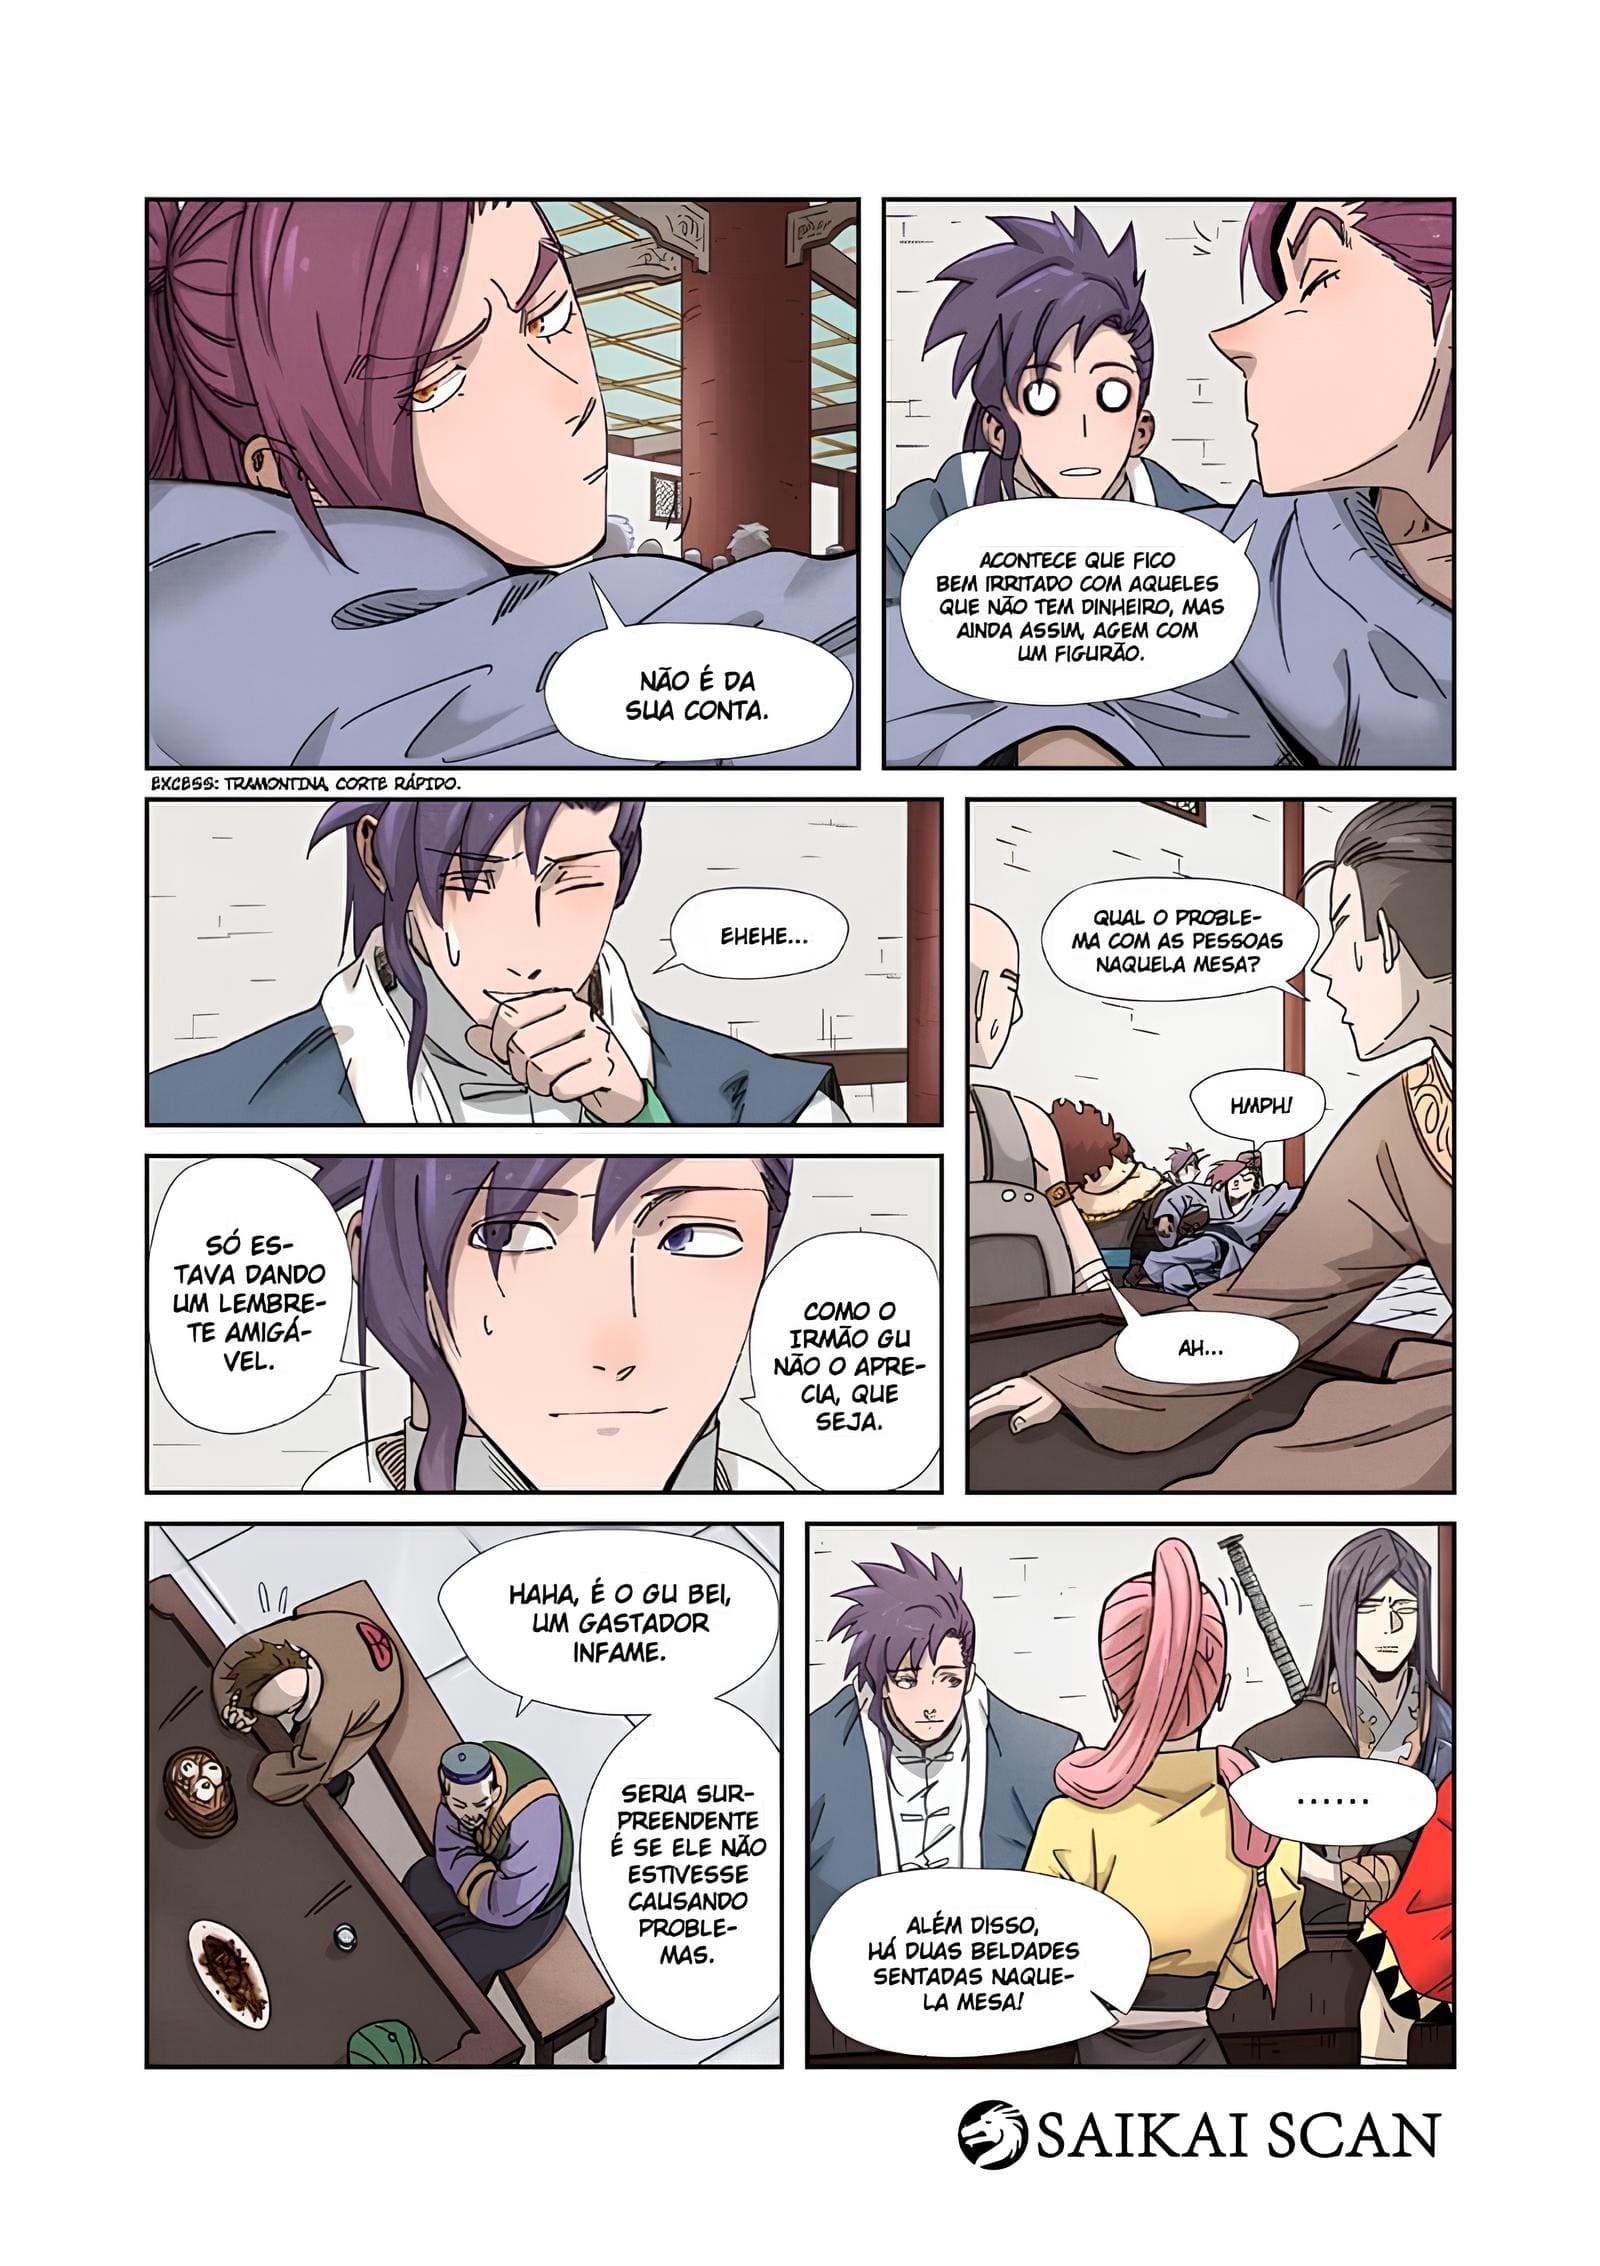 NÃO É DA
SUA CONTA.
ACONTECE QUE FICO
BEM IRRITADO COM AQUELES
QUE NÃO TEM DINHEIRO, MAS
AINDA ASSIM, AGEM COM
UM FIGURÃO.
EXCESS: TRAMONTINA, CORTE RÁPIDO.
EHEHE...
QUAL O PROBLE-
MA COM AS PESSOAS
NAQUELA MESA?
HMPH!
AH...
SÓ ES-
TAVA DANDO
UM LEMBRE-
TE AMIGÁ-
VEL.
COMO O
IRMÃO GU
NÃO O APRE-
CIA, QUE
SEJA.
HAHA, É O GU BEI,
UM GASTADOR
INFAME.
SERIA SUR-
PREENDENTE
É SE ELE NÃO
ESTIVESSE
CAUSANDO
PROBLE-
MAS.
......
ALÉM DISSO,
HÁ DUAS BELDADES
SENTADAS NAQUE-
LA MESA!
SAIKAI SCAN